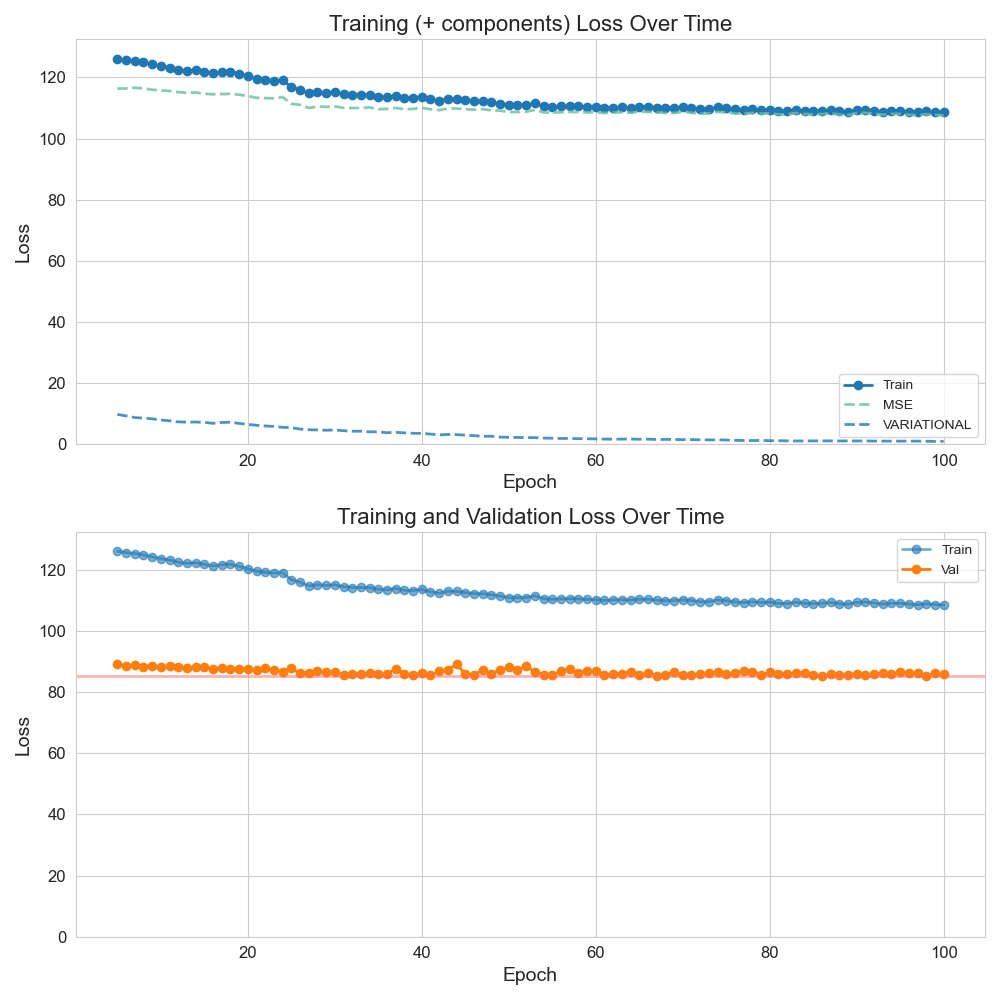 Training (+ components) Loss Over Time
Loss
120
100
80
60
40
20
0
Train
MSE
VARIATIONAL
20 40 60 80 100
Epoch
Training and Validation Loss Over Time
Loss
120
100
80
60
40
20
0
Train
Val
20 40 60 80 100
Epoch